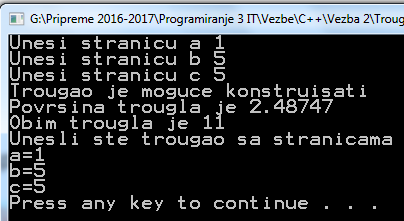 G:\Pripreme 2016-2017\Programiranje 3 IT\Vezbe\C++\Vezba 2\Troug
Unesi stranicu a 1
Unesi stranicu b 5
Unesi stranicu c 5
Trougao je moguce konstruisati
Povrsina trougla je 2.48747
Obim trougla je 11
Unesli ste trougao sa stranicama
a=1
b=5
c=5
Press any key to continue . . .